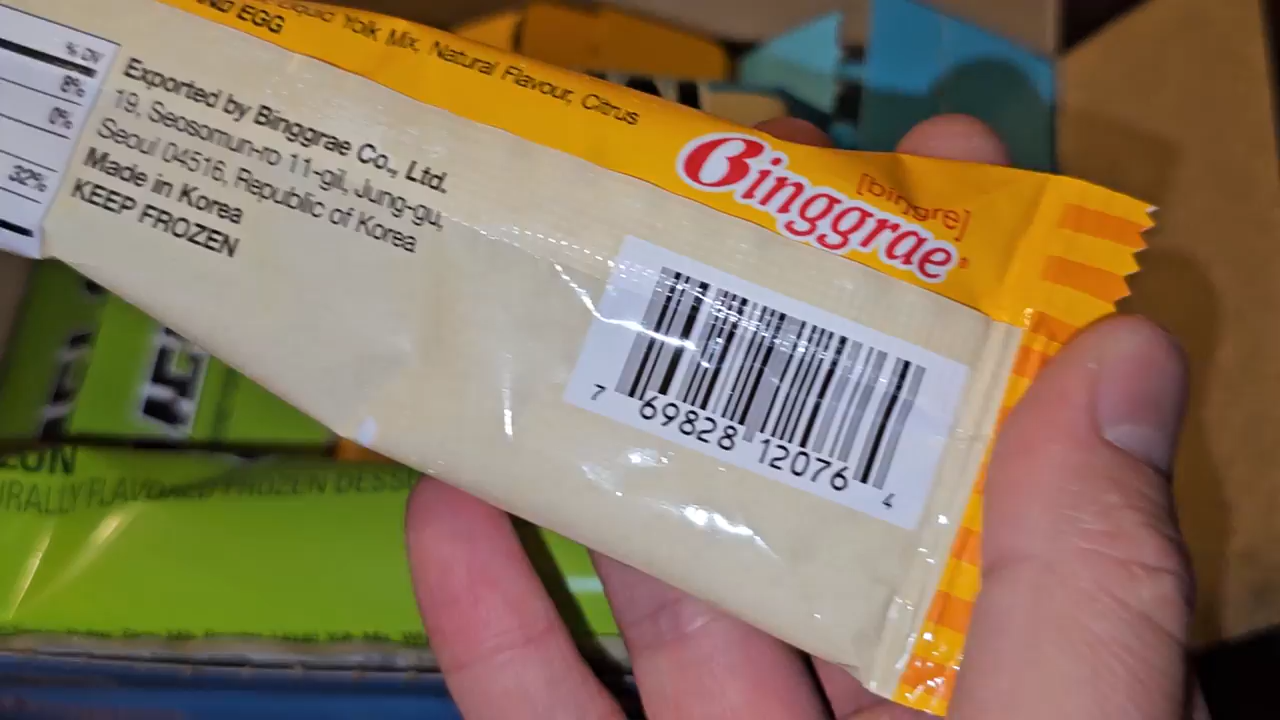 Liquid Yolk Mix, Natural Flavour, Citrus
AND EGG
% DV
8%
0%
32%
Exported by Binggrae Co., Ltd.
19, Seosomun-ro 11-gil, Jung-gu,
Seoul 04516, Republic of Korea
Made in Korea
KEEP FROZEN
[biŋgre]
Binggrae
7 69828 12076 4
FROZEN